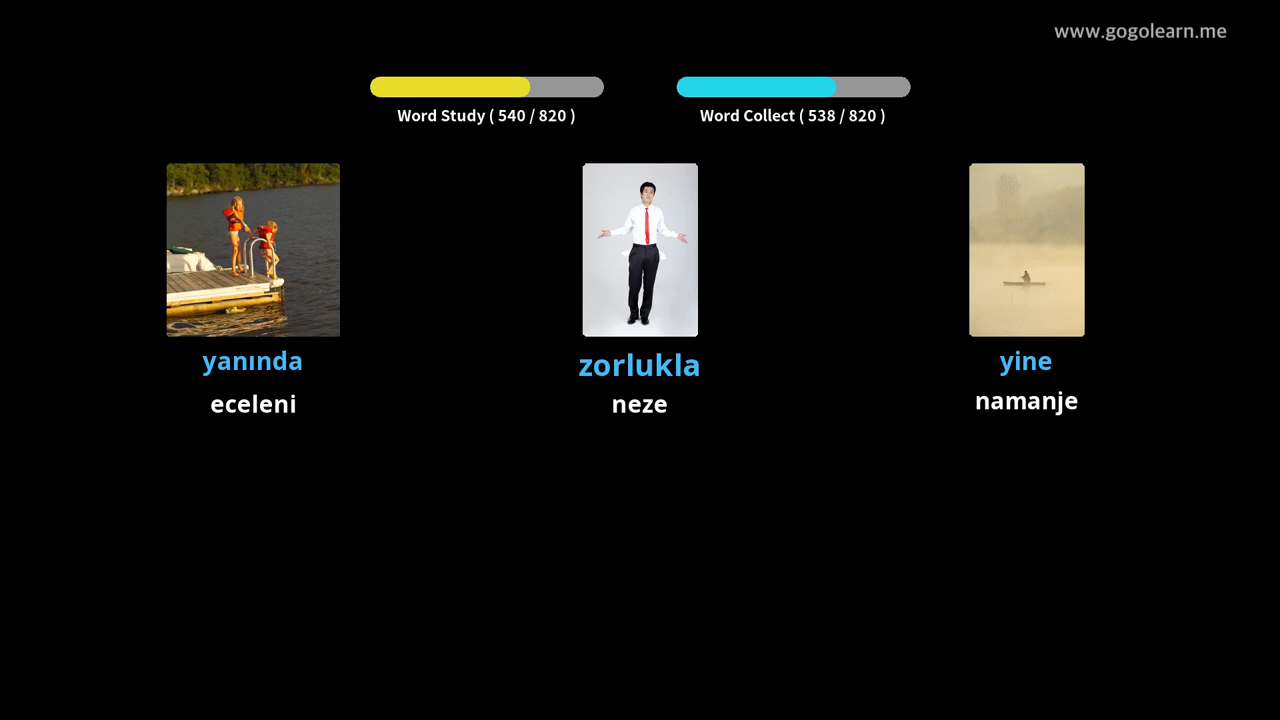 www.gogolearn.me
Word Study ( 540 / 820 )
Word Collect ( 538 / 820 )
yanında
zorlukla
yine
eceleni
neze
namanje